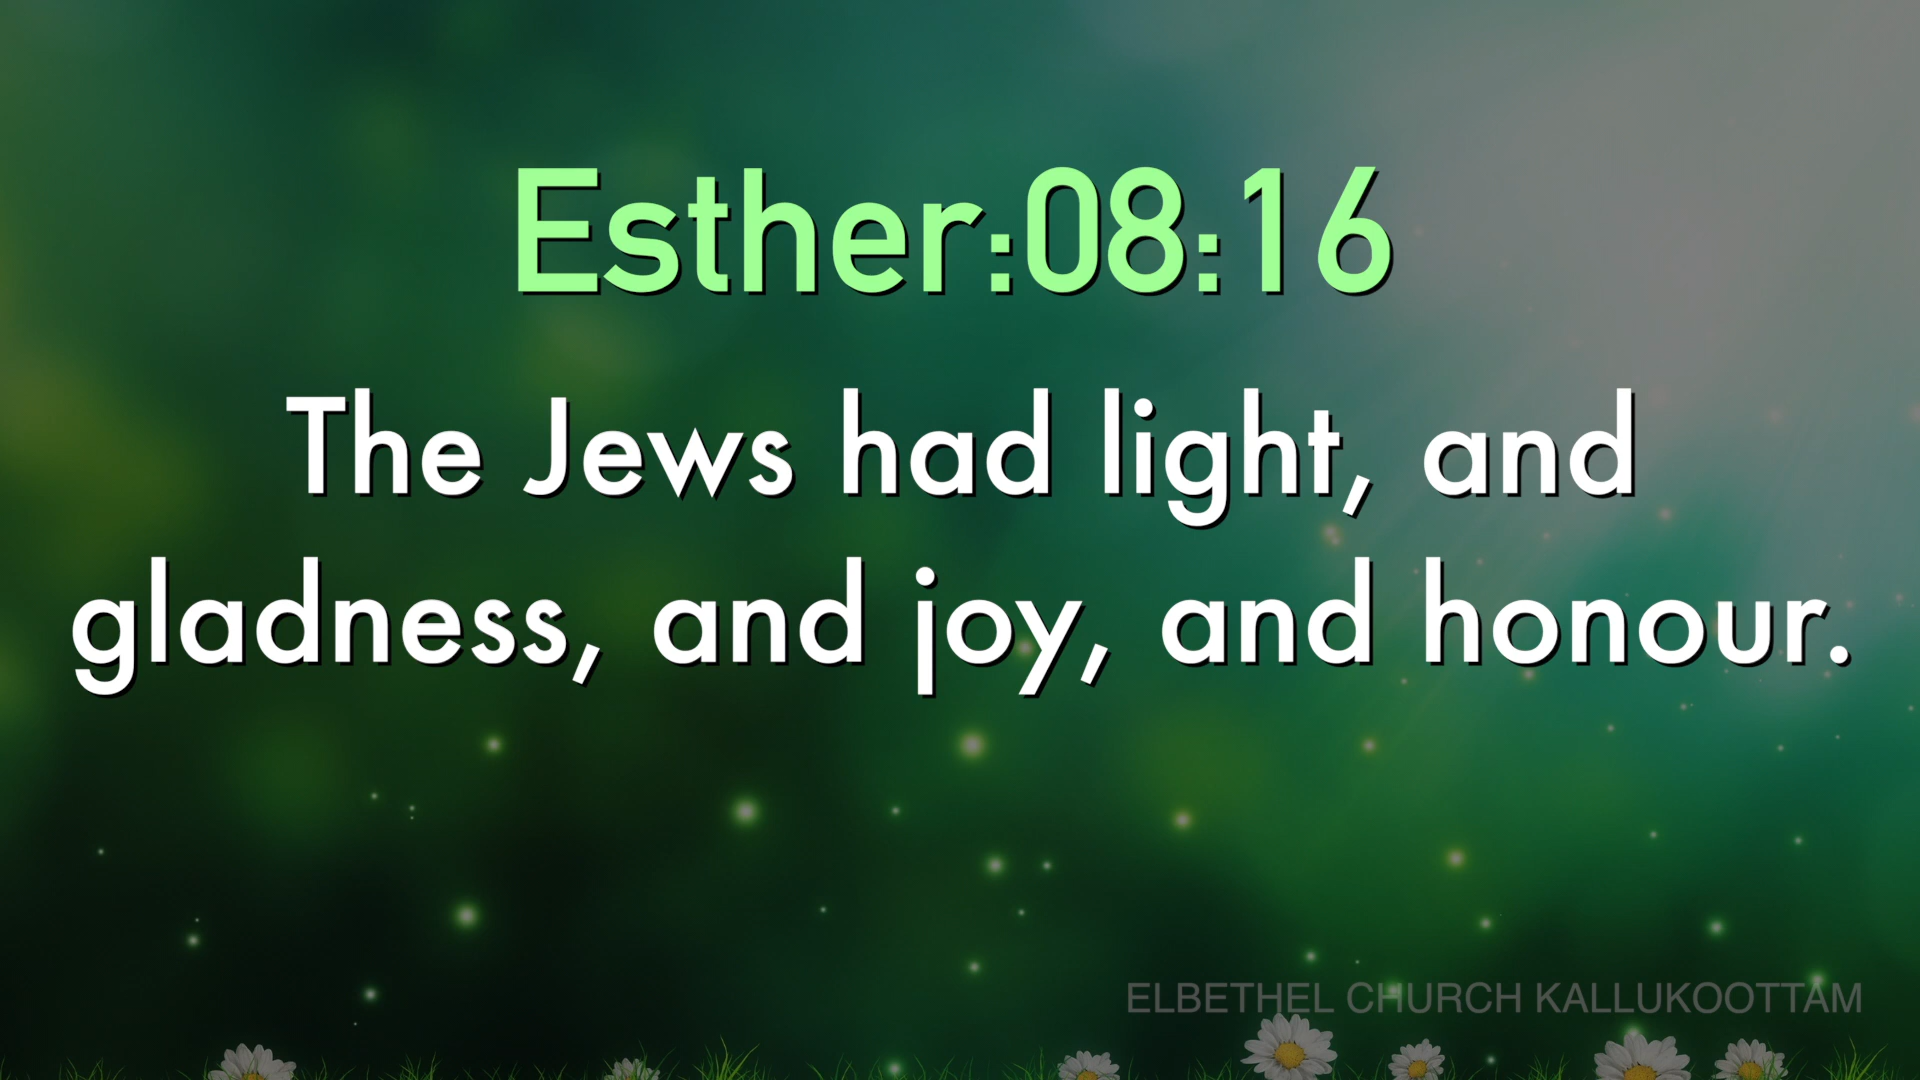 Esther:08:16
The Jews had light, and
gladness, and joy, and honour.
ELBETHEL CHURCH KALLUKOOTTAM